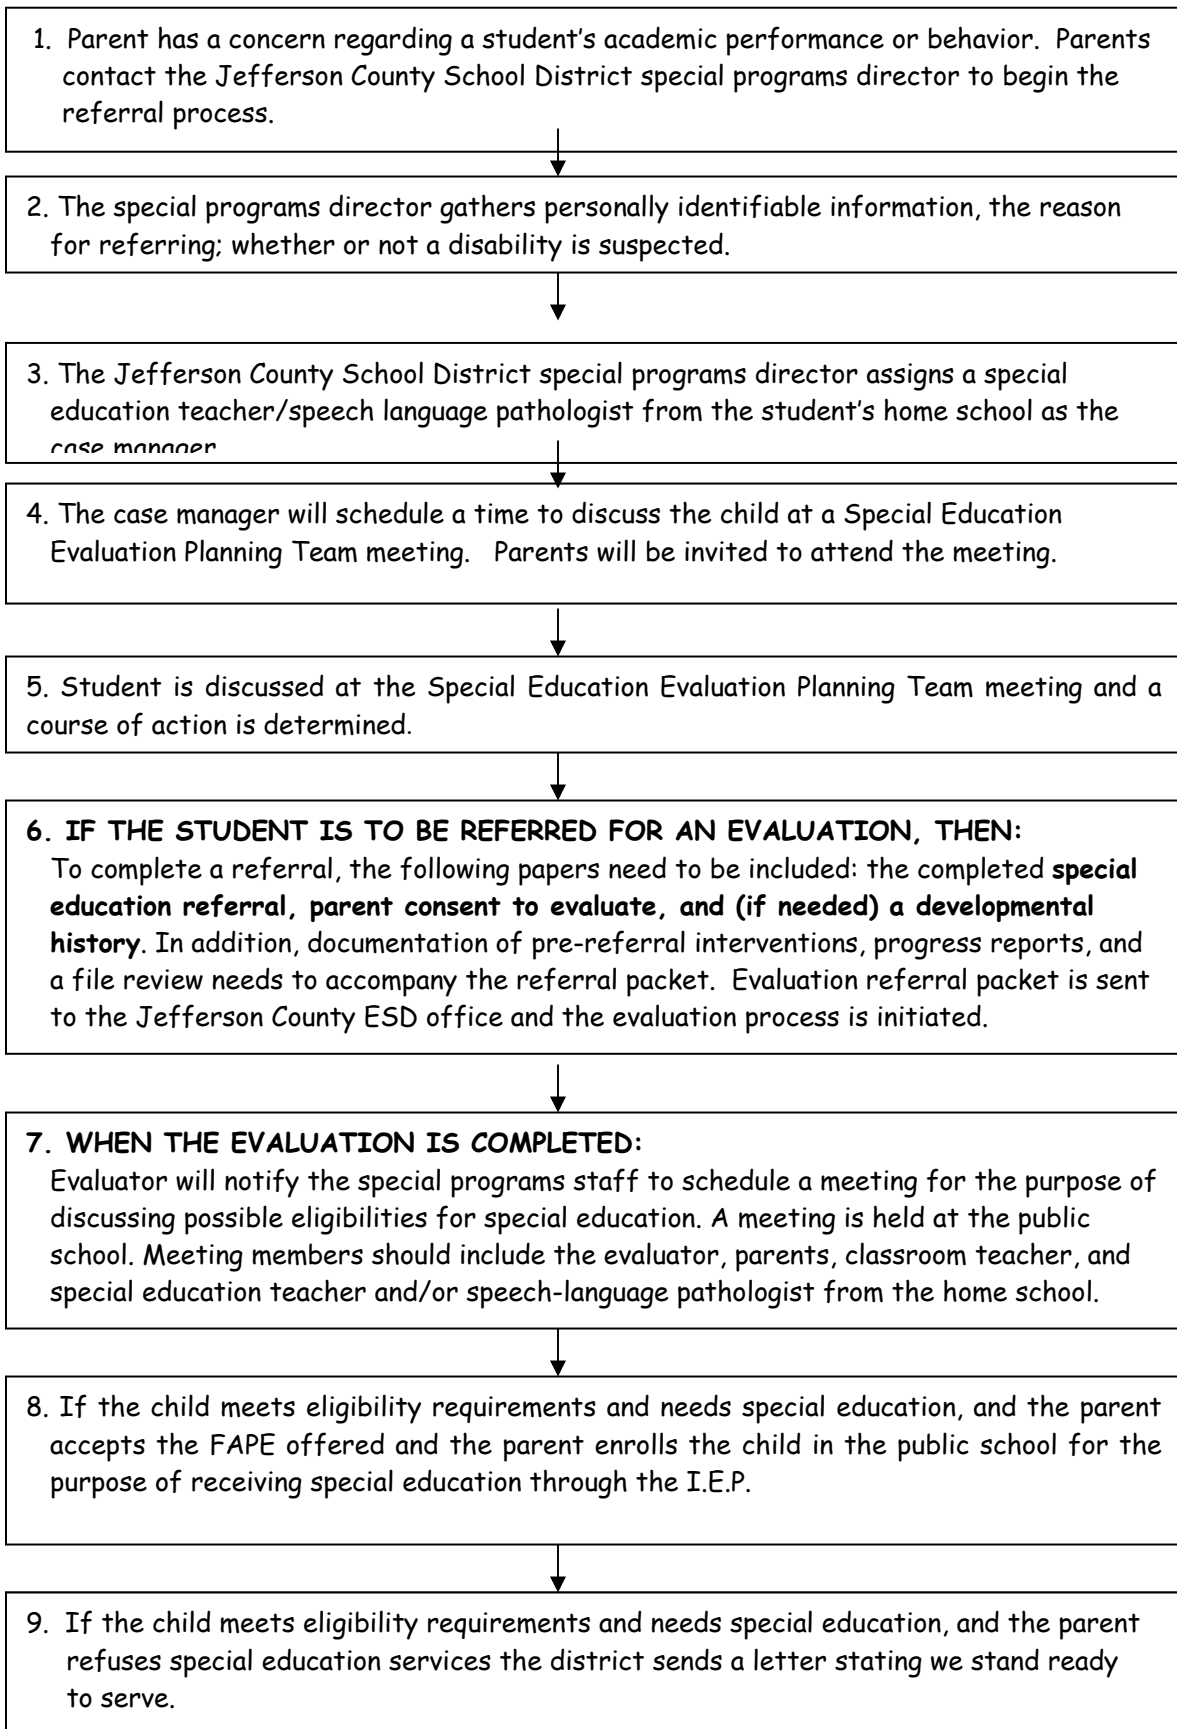 1. Parent has a concern regarding a student's academic performance or behavior. Parents
contact the Jefferson County School District special programs director to begin the
referral process.
2. The special programs director gathers personally identifiable information, the reason
for referring; whether or not a disability is suspected.
3. The Jefferson County School District special programs director assigns a special
education teacher/speech language pathologist from the student's home school as the
case manager
4. The case manager will schedule a time to discuss the child at a Special Education
Evaluation Planning Team meeting. Parents will be invited to attend the meeting.
5. Student is discussed at the Special Education Evaluation Planning Team meeting and a
course of action is determined.
6. IF THE STUDENT IS TO BE REFERRED FOR AN EVALUATION, THEN:
To complete a referral, the following papers need to be included: the completed special
education referral, parent consent to evaluate, and (if needed) a developmental
history. In addition, documentation of pre-referral interventions, progress reports, and
a file review needs to accompany the referral packet. Evaluation referral packet is sent
to the Jefferson County ESD office and the evaluation process is initiated.
7. WHEN THE EVALUATION IS COMPLETED:
Evaluator will notify the special programs staff to schedule a meeting for the purpose of
discussing possible eligibilities for special education. A meeting is held at the public
school. Meeting members should include the evaluator, parents, classroom teacher, and
special education teacher and/or speech-language pathologist from the home school.
8. If the child meets eligibility requirements and needs special education, and the parent
accepts the FAPE offered and the parent enrolls the child in the public school for the
purpose of receiving special education through the I.E.P.
9. If the child meets eligibility requirements and needs special education, and the parent
refuses special education services the district sends a letter stating we stand ready
to serve.